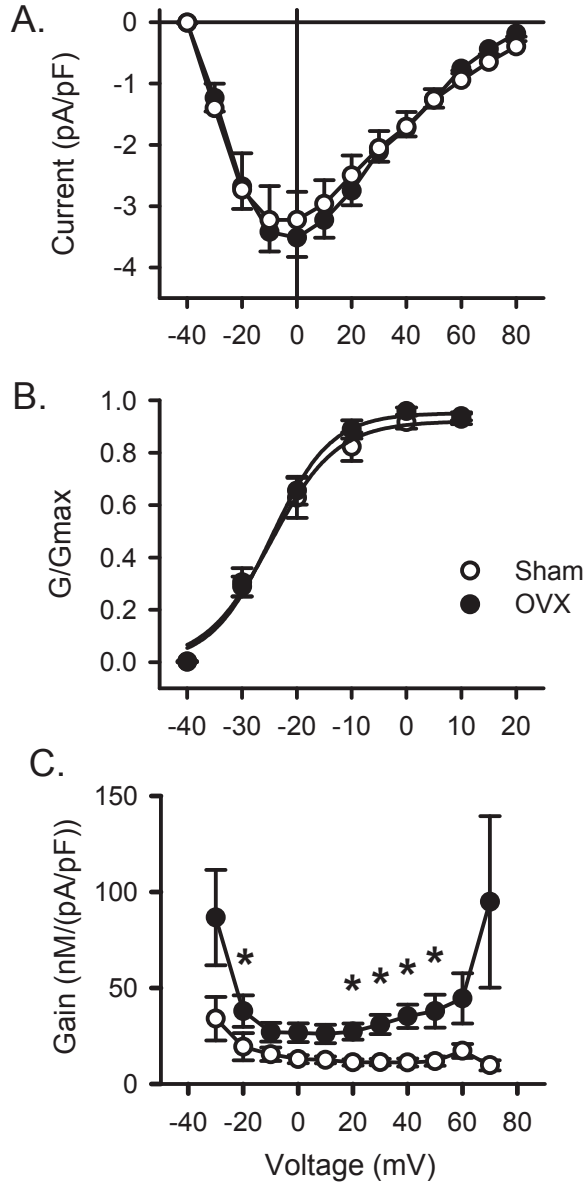 A.
Current (pA/pF)
0
-1
-2
-3
-4
-40 -20 0 20 40 60 80
B.
G/Gmax
1.0
0.8
0.6
0.4
0.2
0.0
Sham
OVX
-40 -30 -20 -10 0 10 20
C.
Gain (nM/(pA/pF))
150
100
50
0
* * * * *
-40 -20 0 20 40 60 80
Voltage (mV)